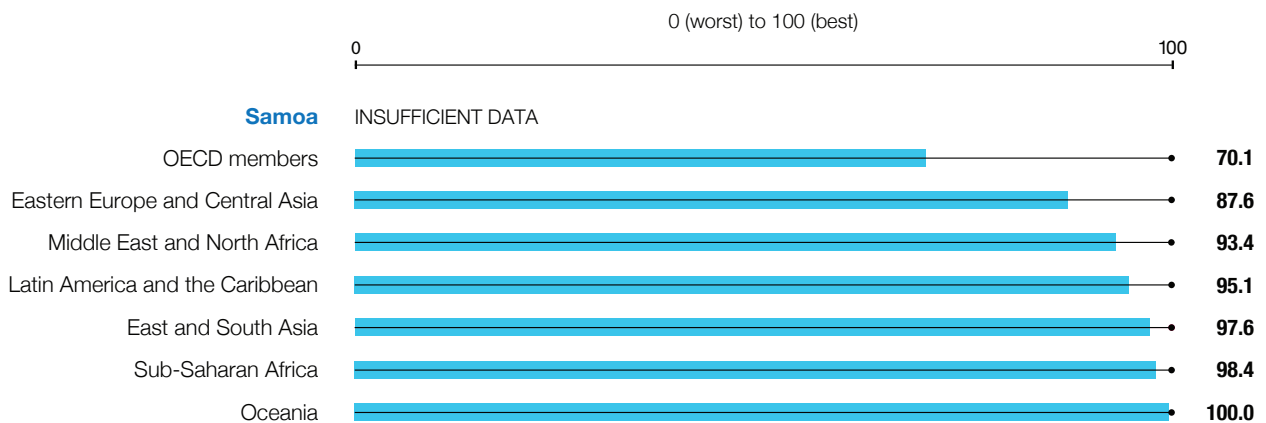 0 (worst) to 100 (best)
0 100
Samoa INSUFFICIENT DATA
OECD members 70.1
Eastern Europe and Central Asia 87.6
Middle East and North Africa 93.4
Latin America and the Caribbean 95.1
East and South Asia 97.6
Sub-Saharan Africa 98.4
Oceania 100.0